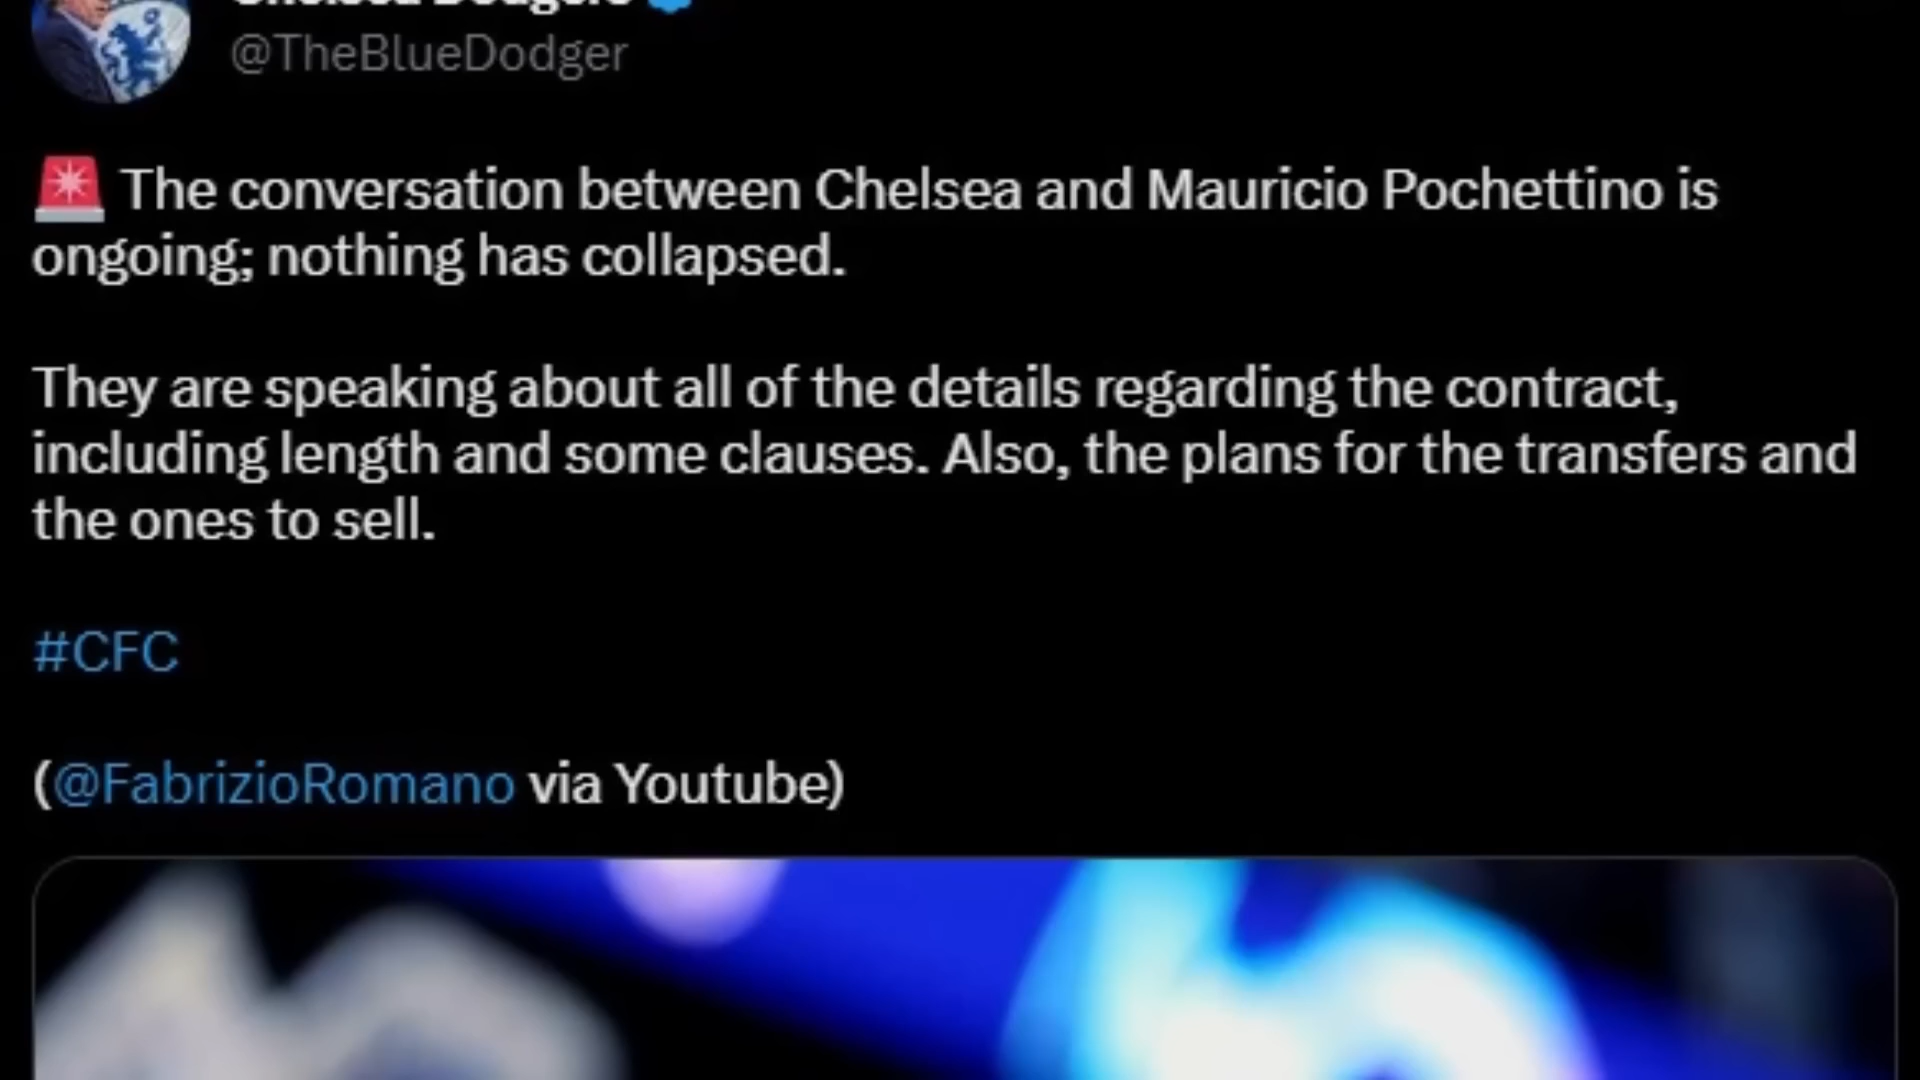 Chelsea Dodgers
@TheBlueDodger
🚨 The conversation between Chelsea and Mauricio Pochettino is
ongoing; nothing has collapsed.
They are speaking about all of the details regarding the contract,
including length and some clauses. Also, the plans for the transfers and
the ones to sell.
#CFC
(@FabrizioRomano via Youtube)